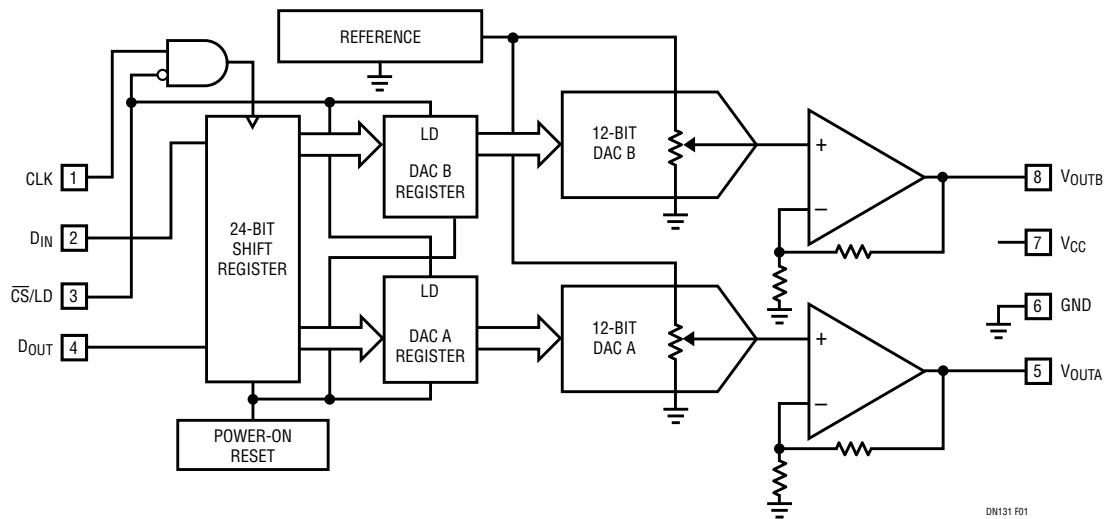 REFERENCE
CLK 1
DIN 2
CS/LD 3
DOUT 4
24-BIT
SHIFT
REGISTER
POWER-ON
RESET
LD
DAC B
REGISTER
LD
DAC A
REGISTER
12-BIT
DAC B
12-BIT
DAC A
+
–
+
–
8 VOUTB
7 VCC
6 GND
5 VOUTA
DN131 F01